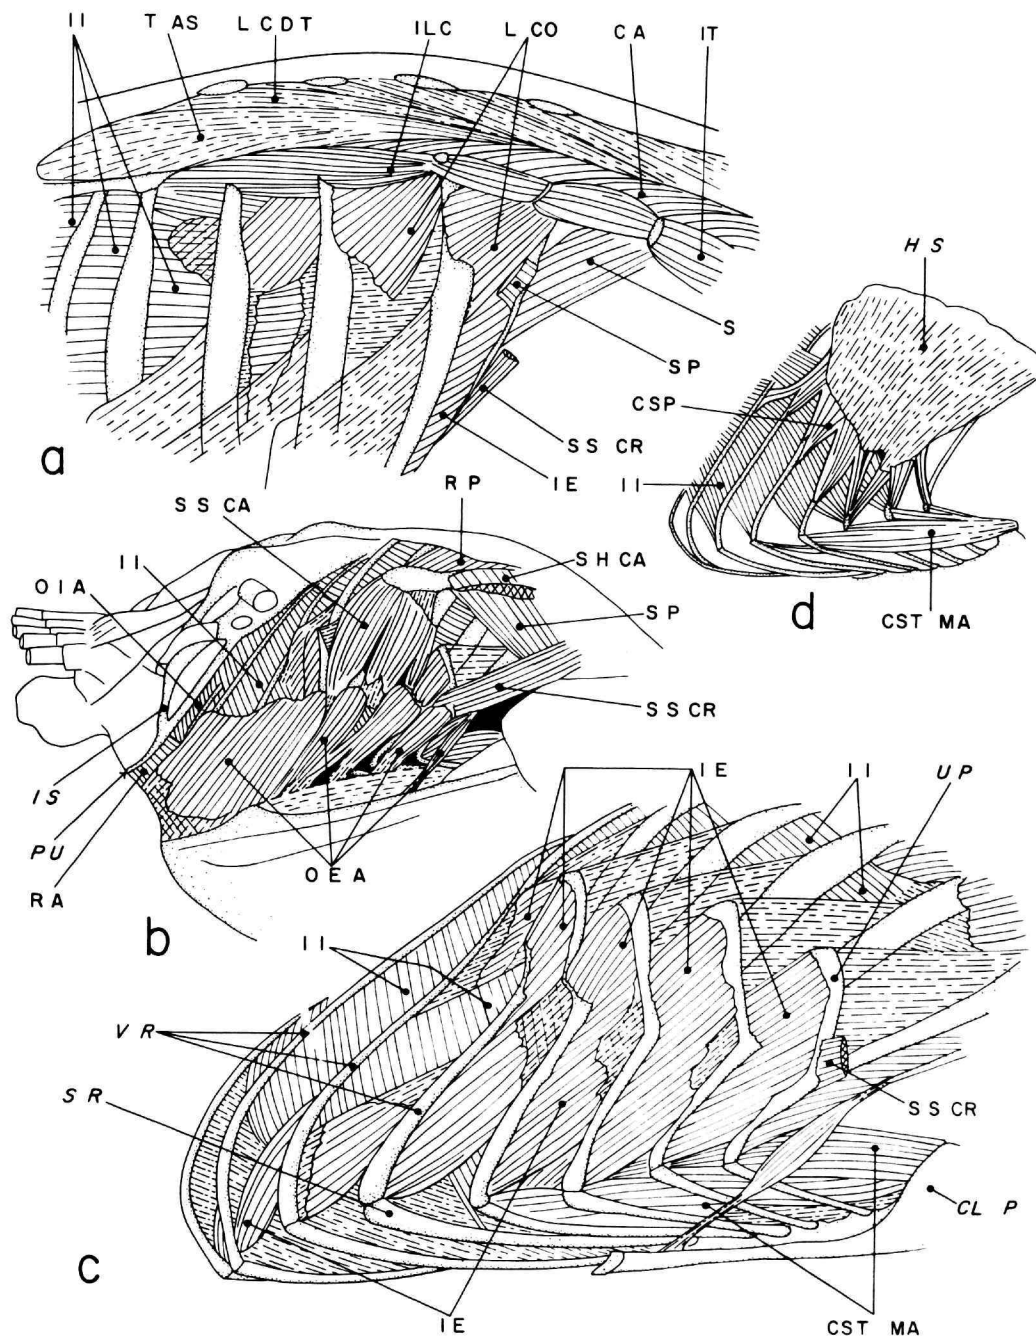 II T AS L C D T ILC L CO CA IT
HS
S
SP
CSP
SS CR
a IE II
RP
SS CA
SH CA
II
OIA
SP
d
CST MA
SS CR
IS
IE II UP
PU
OEA
RA
b
II
VR
SR
SS CR
CL P
c
IE
CST MA